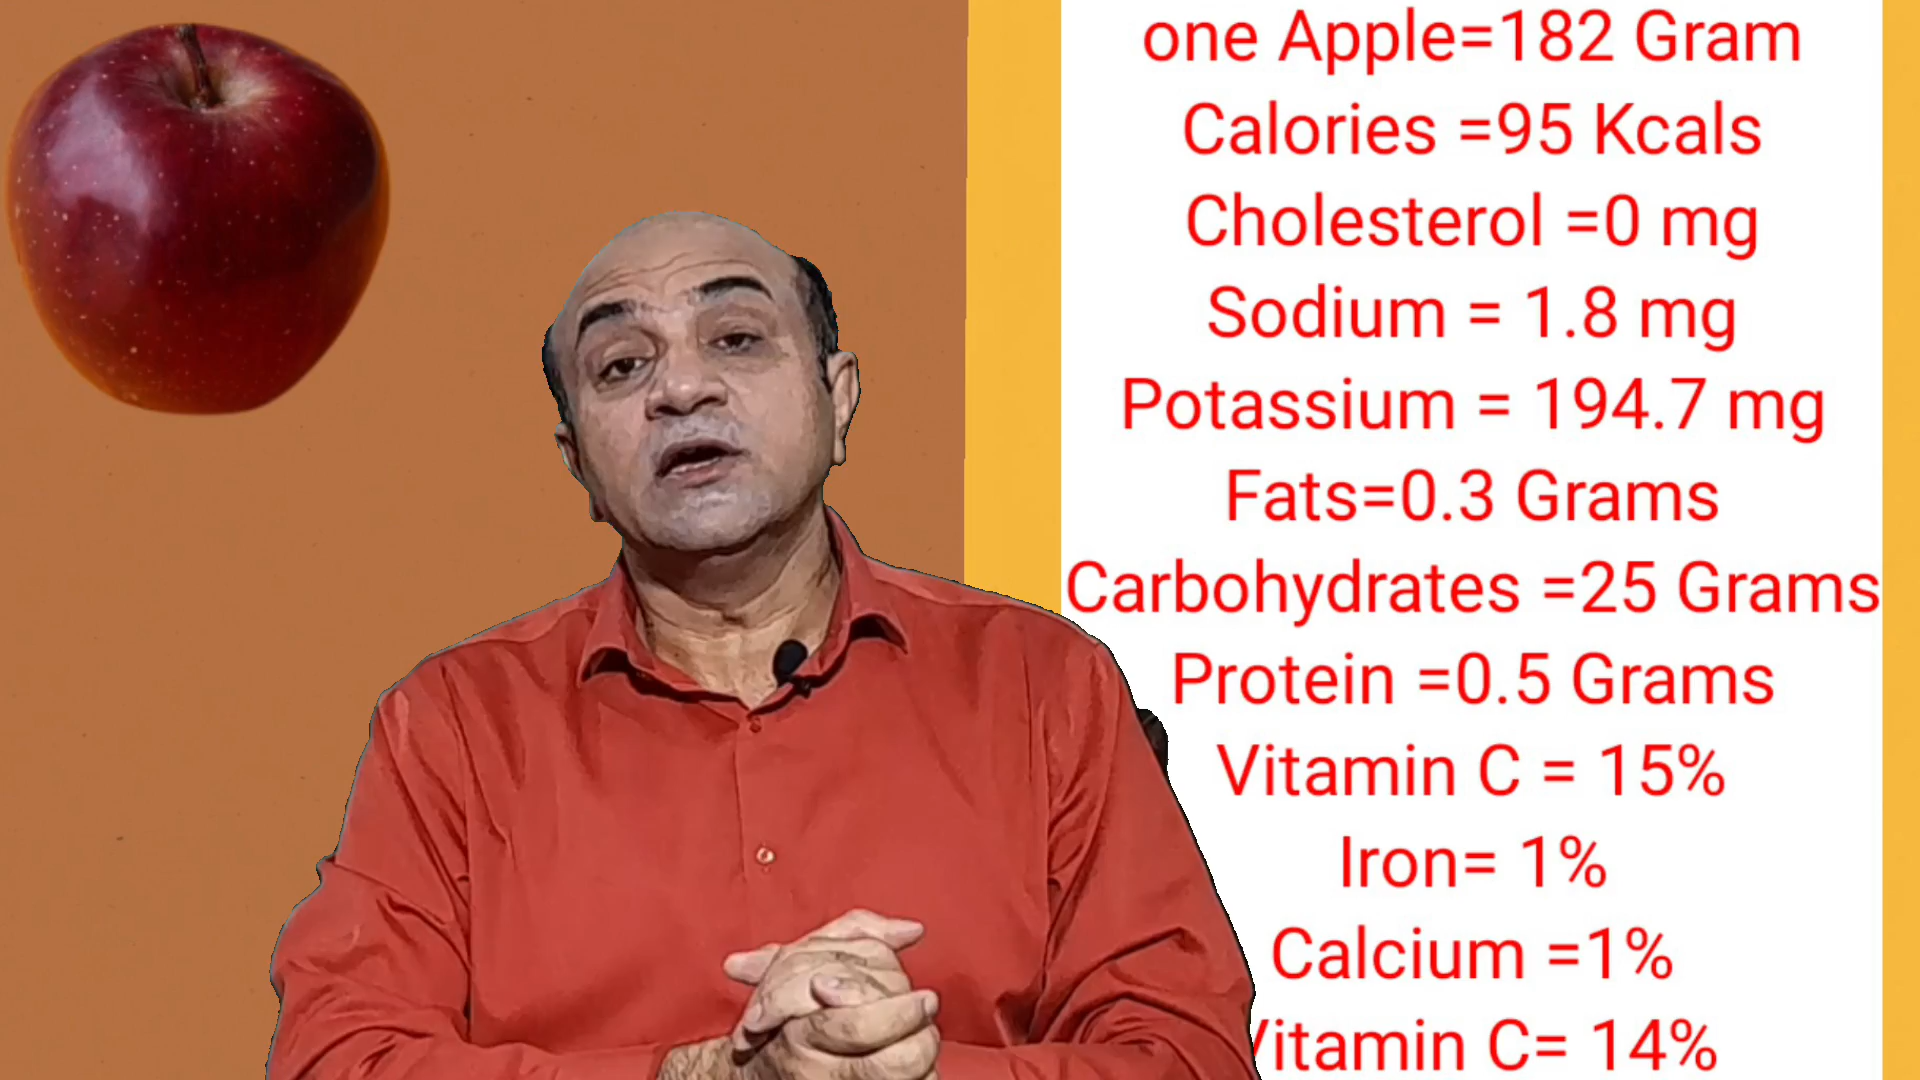 one Apple=182 Gram
Calories =95 Kcals
Cholesterol =0 mg
Sodium = 1.8 mg
Potassium = 194.7 mg
Fats=0.3 Grams
Carbohydrates =25 Grams
Protein =0.5 Grams
Vitamin C = 15%
Iron= 1%
Calcium =1%
Vitamin C= 14%